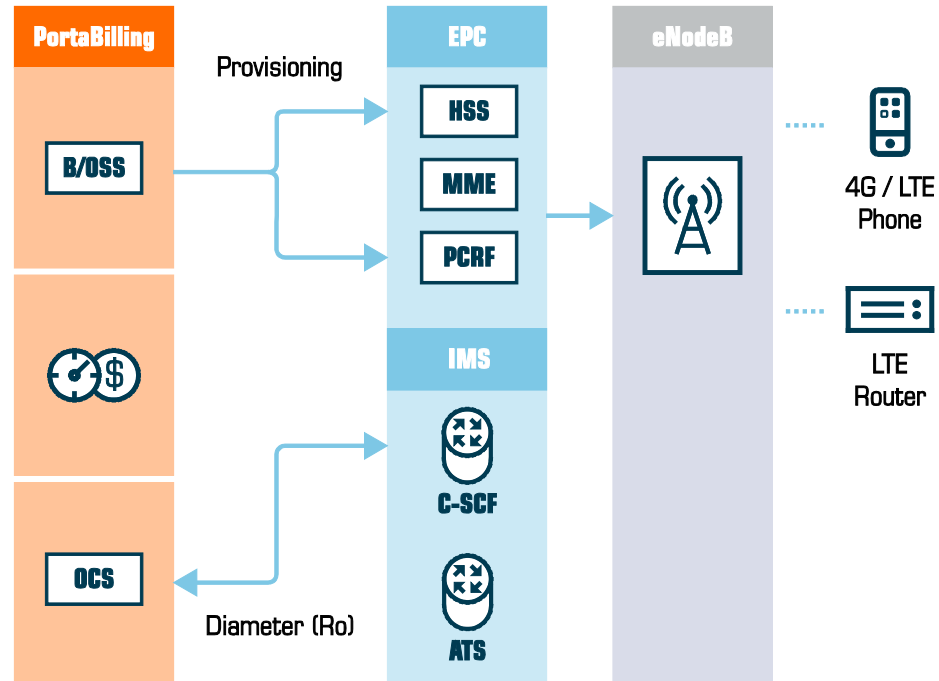 PortaBilling
EPC
eNodeB
Provisioning
B/OSS
HSS
MME
PCRF
4G / LTE
Phone
$
IMS
LTE
Router
C-SCF
OCS
Diameter (Ro)
ATS